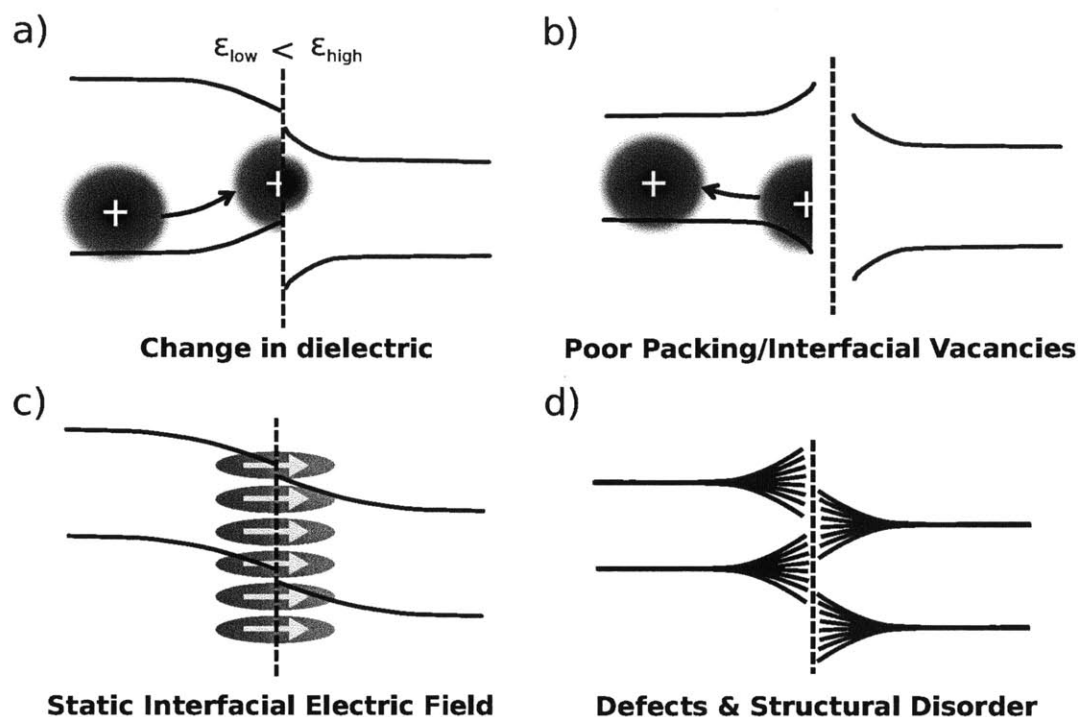 a)
ε_low < ε_high
+
+
Change in dielectric
b)
+
+
Poor Packing/Interfacial Vacancies
c)
Static Interfacial Electric Field
d)
Defects & Structural Disorder